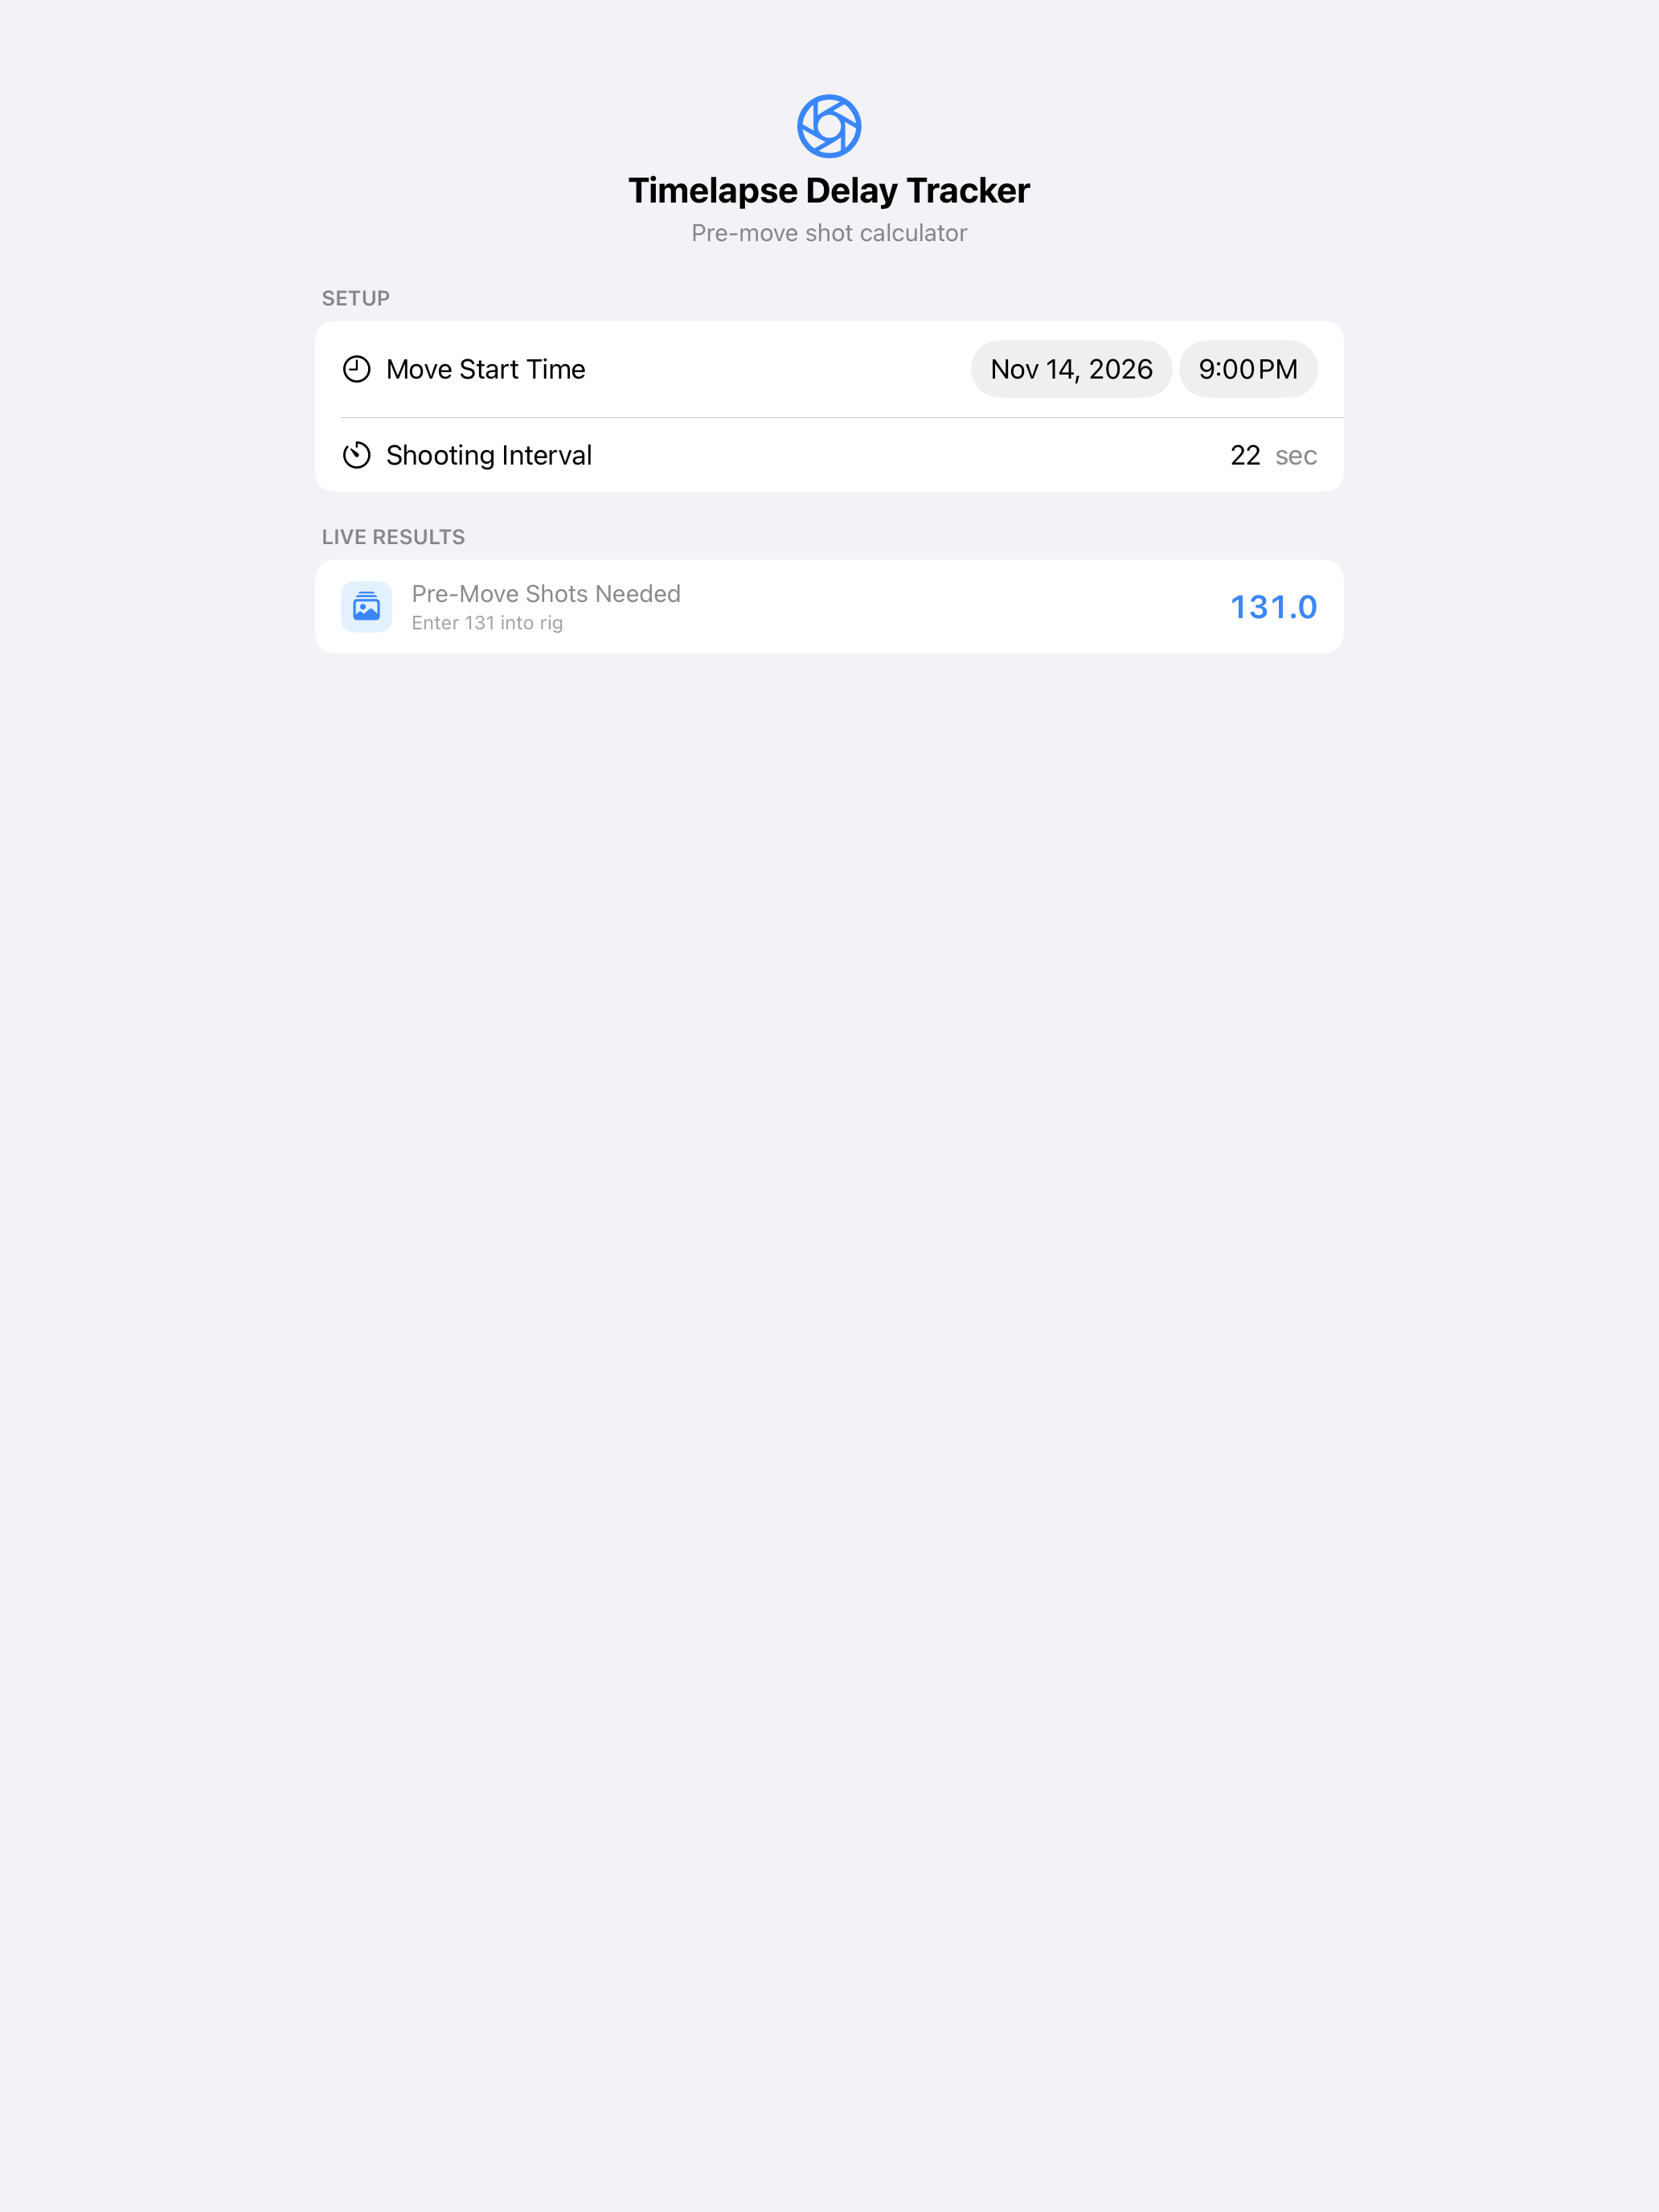 Timelapse Delay Tracker
Pre-move shot calculator
SETUP
Move Start Time Nov 14, 2026 9:00 PM
Shooting Interval 22 sec
LIVE RESULTS
Pre-Move Shots Needed 131.0
Enter 131 into rig